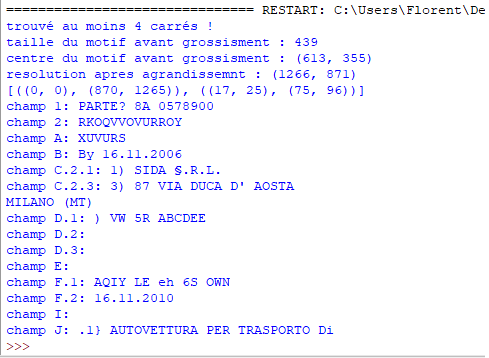 =============================== RESTART: C:\Users\Florent\De
trouvé au moins 4 carrés !
taille du motif avant grossisment : 439
centre du motif avant grossisment : (613, 355)
resolution apres agrandissemnt : (1266, 871)
[((0, 0), (870, 1265)), ((17, 25), (75, 96))]
champ 1: PARTE? 8A 0578900
champ 2: RKOQVVOVURROY
champ A: XUVURS
champ B: By 16.11.2006
champ C.2.1: 1) SIDA §.R.L.
champ C.2.3: 3) 87 VIA DUCA D' AOSTA
MILANO (MT)
champ D.1: ) VW 5R ABCDEE
champ D.2:
champ D.3:
champ E:
champ F.1: AQIY LE eh 6S OWN
champ F.2: 16.11.2010
champ I:
champ J: .1} AUTOVETTURA PER TRASPORTO Di
>>>